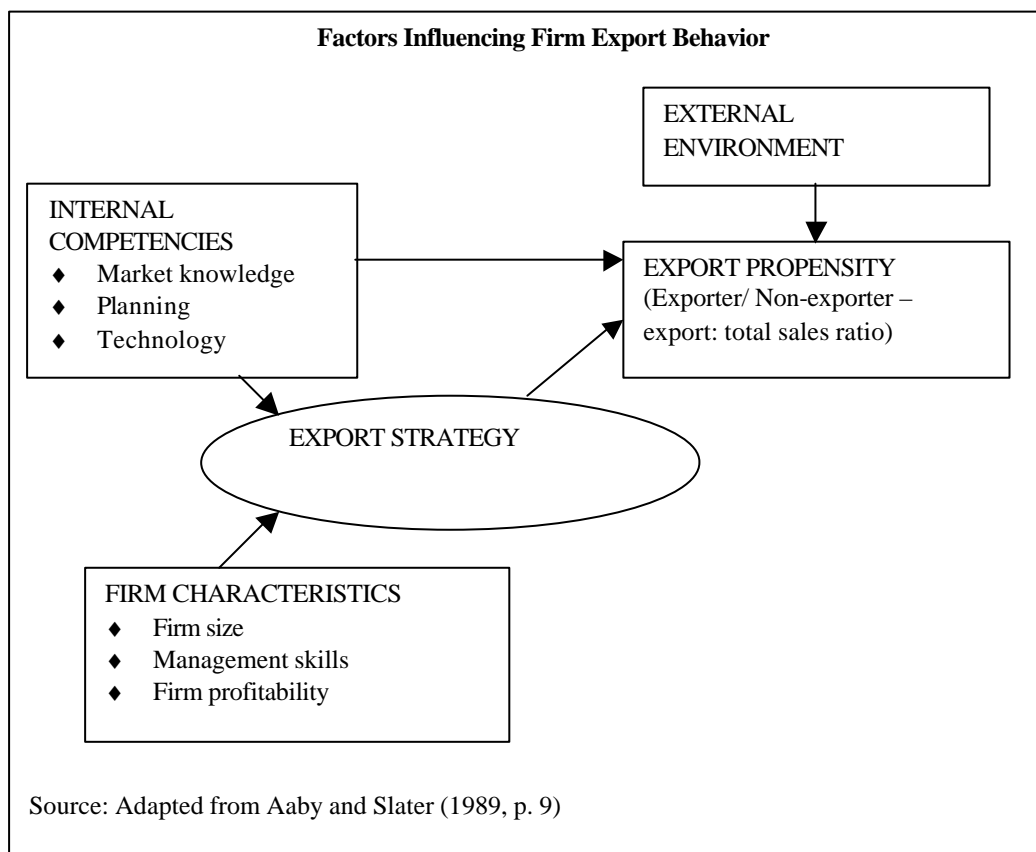 Factors Influencing Firm Export Behavior
EXTERNAL
ENVIRONMENT
INTERNAL
COMPETENCIES
♦ Market knowledge
♦ Planning
♦ Technology
EXPORT PROPENSITY
(Exporter/ Non-exporter –
export: total sales ratio)
EXPORT STRATEGY
FIRM CHARACTERISTICS
♦ Firm size
♦ Management skills
♦ Firm profitability
Source: Adapted from Aaby and Slater (1989, p. 9)